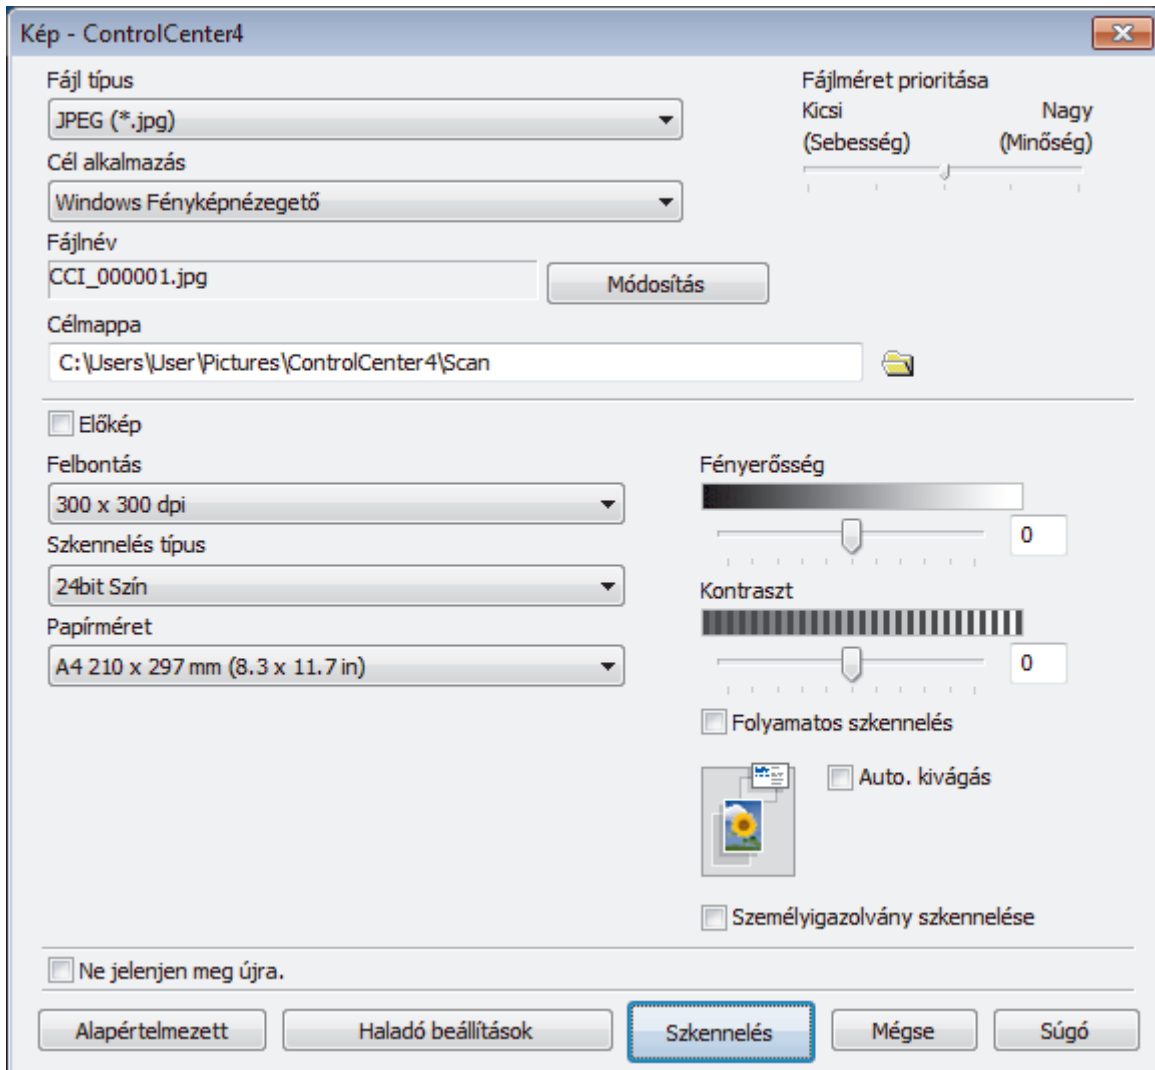 Kép - ControlCenter4
Fájl típus
JPEG (*.jpg)
Cél alkalmazás
Windows Fényképnézegető
Fájlnév
CCI_000001.jpg
Módosítás
Célmappa
C:\Users\User\Pictures\ControlCenter4\Scan
Fájlméret prioritása
Kicsi Nagy
(Sebesség) (Minőség)
Előkép
Felbontás
300 x 300 dpi
Szkennelés típus
24bit Szín
Papírméret
A4 210 x 297 mm (8.3 x 11.7 in)
Fényerősség
0
Kontraszt
0
Folyamatos szkennelés
Auto. kivágás
Személyigazolvány szkennelése
Ne jelenjen meg újra.
Alapértelmezett Haladó beállítások Szkennelés Mégse Súgó